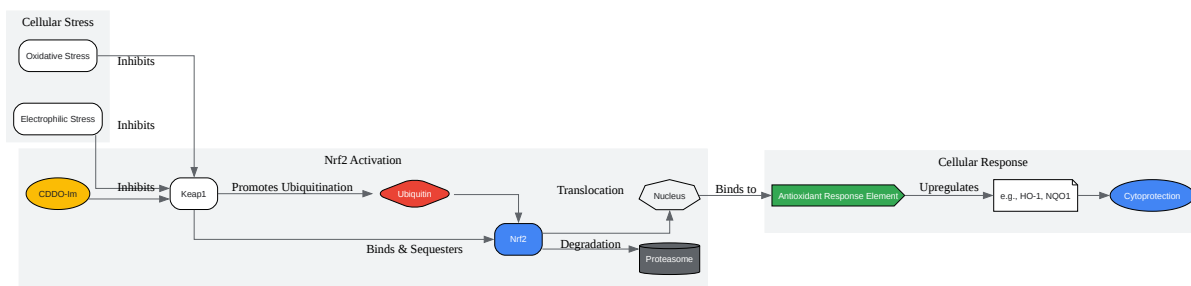 Cellular Stress
Oxidative Stress
Inhibits
Electrophilic Stress
Inhibits
Nrf2 Activation
CDDO-Im
Inhibits
Keap1
Promotes Ubiquitination
Ubiquitin
Binds & Sequesters
Nrf2
Translocation
Nucleus
Degradation
Proteasome
Binds to
Cellular Response
Antioxidant Response Element
Upregulates
e.g., HO-1, NQO1
Cytoprotection